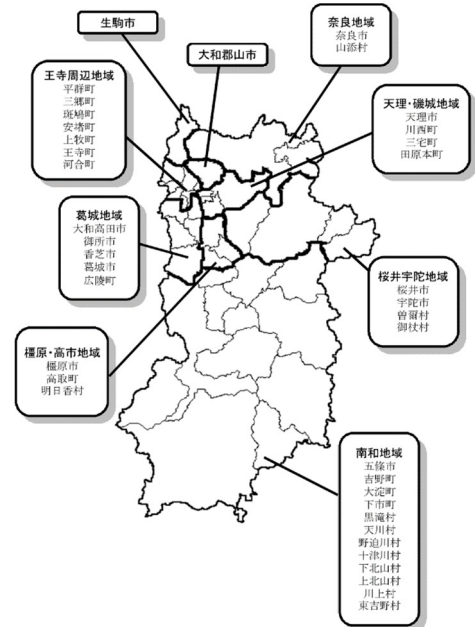 生駒市
大和郡山市
奈良地域
奈良市
山添村
王寺周辺地域
平群町
三郷町
斑鳩町
安堵町
上牧町
王寺町
河合町
天理・磯城地域
天理市
川西町
三宅町
田原本町
葛城地域
大和高田市
御所市
香芝市
葛城市
広陵町
桜井宇陀地域
桜井市
宇陀市
曽爾村
御杖村
橿原・高市地域
橿原市
高取町
明日香村
南和地域
五條市
吉野町
大淀町
下市町
黒滝村
天川村
野迫川村
十津川村
下北山村
上北山村
川上村
東吉野村